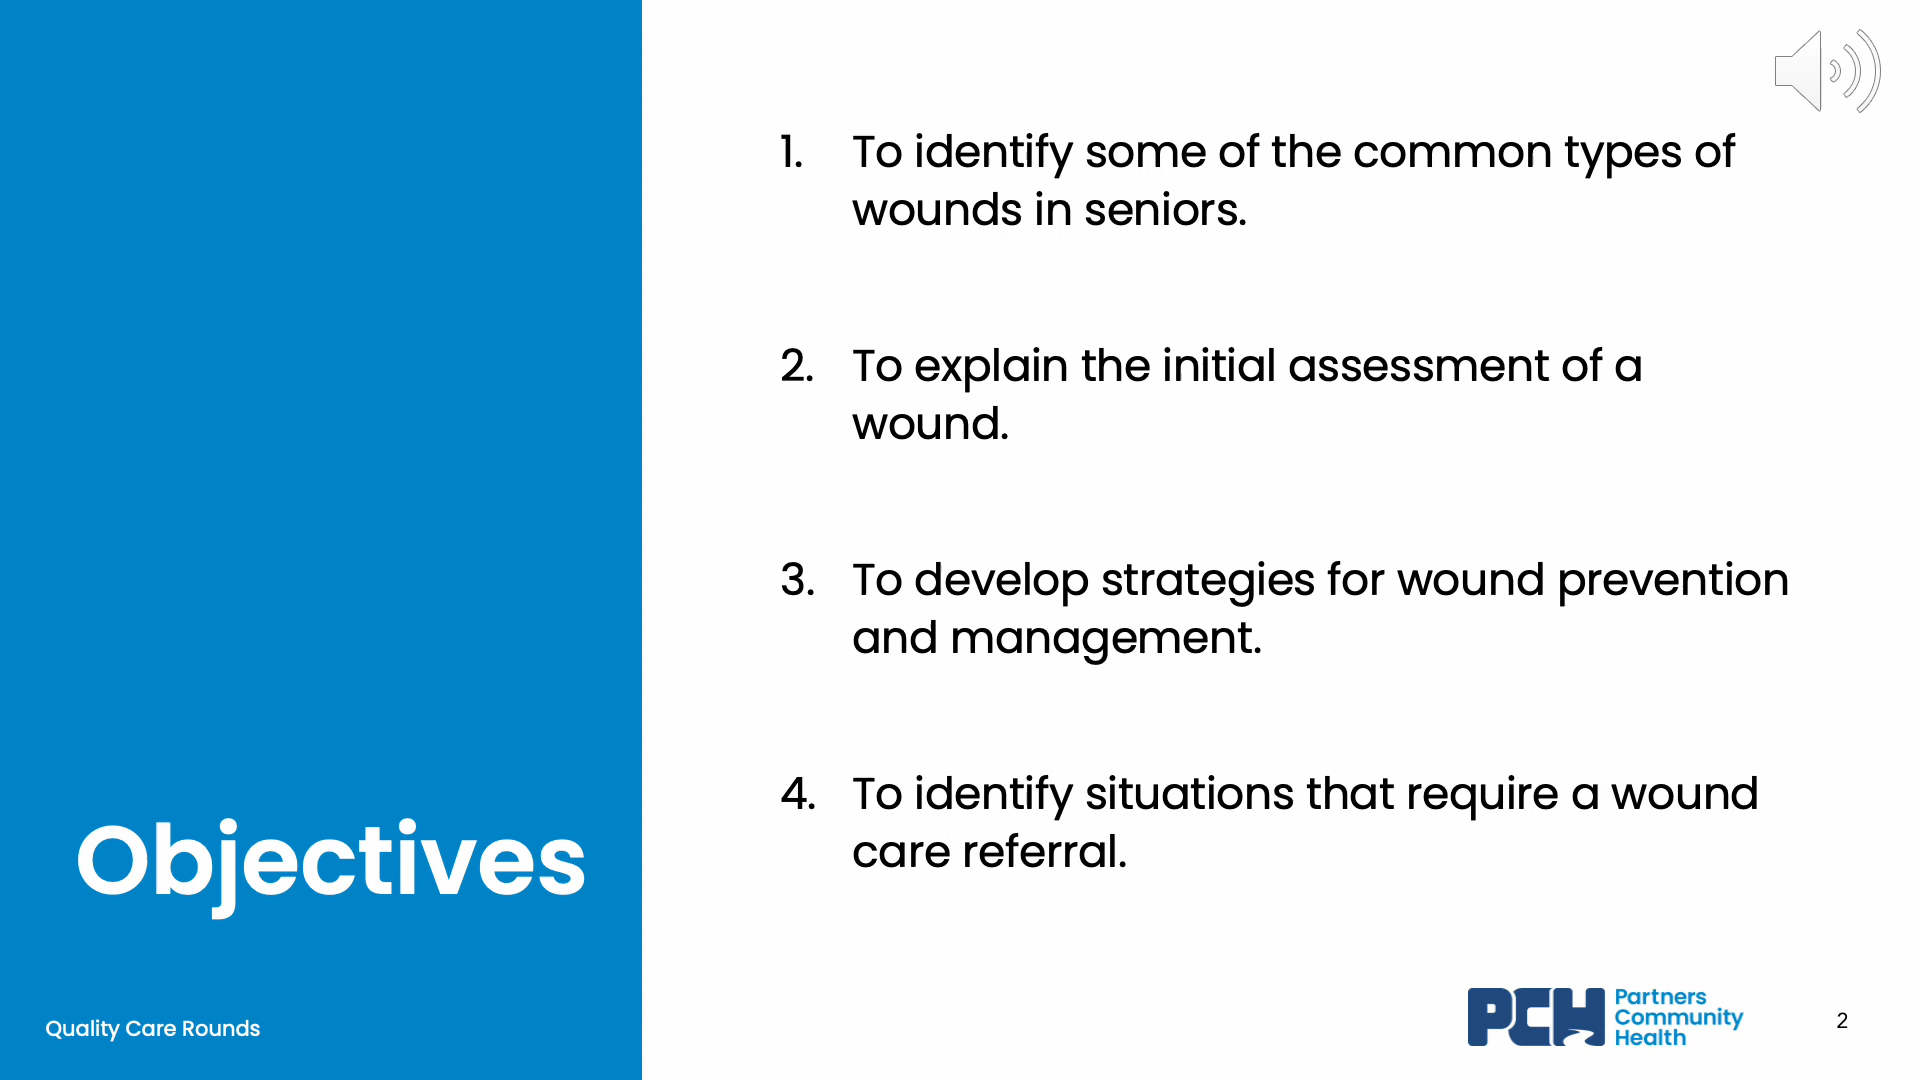 Objectives
1. To identify some of the common types of
wounds in seniors.
2. To explain the initial assessment of a
wound.
3. To develop strategies for wound prevention
and management.
4. To identify situations that require a wound
care referral.
Quality Care Rounds
PCH
Partners
Community
Health
2